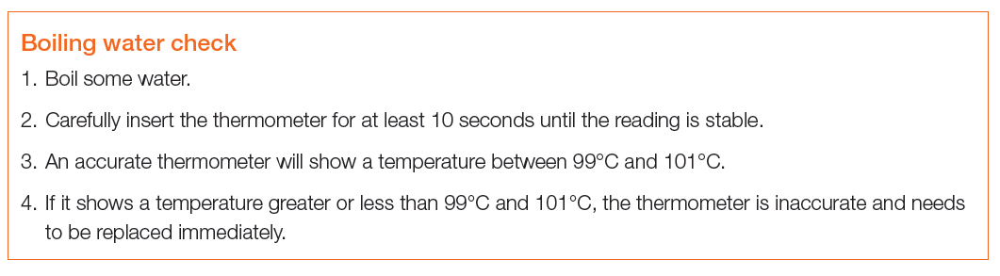 Boiling water check
1. Boil some water.
2. Carefully insert the thermometer for at least 10 seconds until the reading is stable.
3. An accurate thermometer will show a temperature between 99°C and 101°C.
4. If it shows a temperature greater or less than 99°C and 101°C, the thermometer is inaccurate and needs
to be replaced immediately.